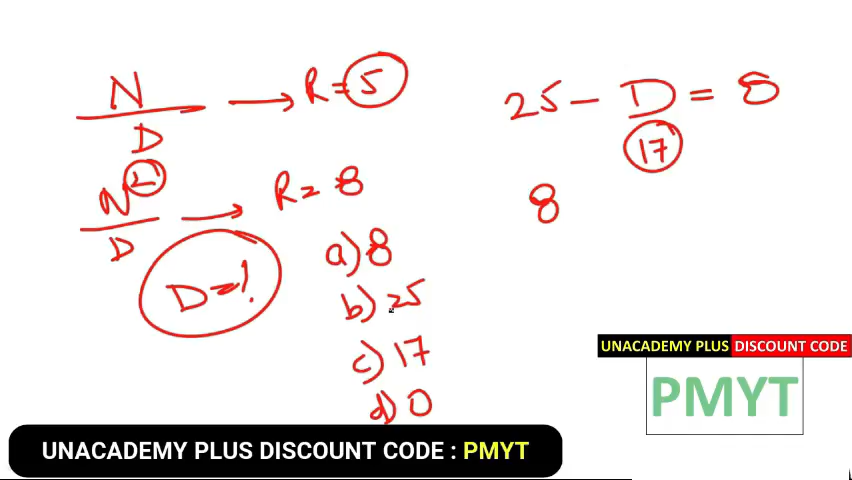 N
D
→ R = 5
N²
D
→ R = 8
D = ?
a) 8
b) 25
c) 17
d) 0
25 - D = 8
17
8
UNACADEMY PLUS DISCOUNT CODE
PMYT
UNACADEMY PLUS DISCOUNT CODE : PMYT